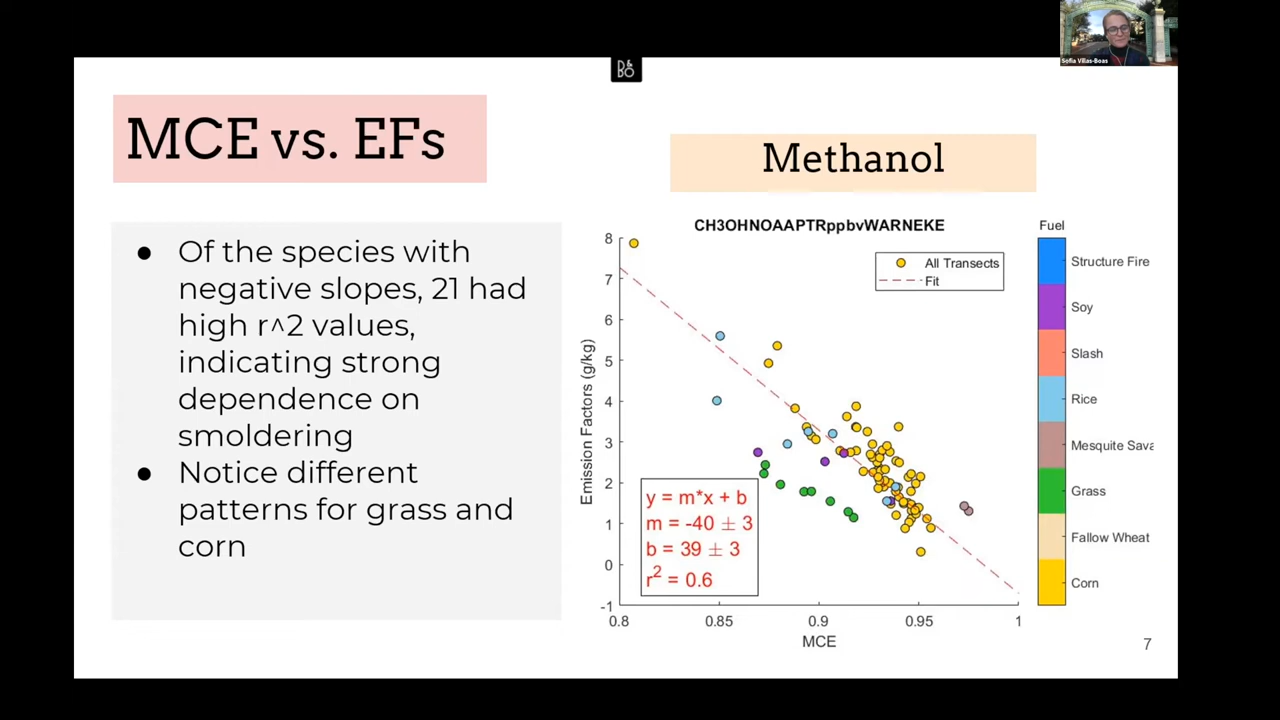 Sofia Villas-Boas
MCE vs. EFs
● Of the species with
negative slopes, 21 had
high r^2 values,
indicating strong
dependence on
smoldering
● Notice different
patterns for grass and
corn
Methanol
CH3OHNOAAPTRppbvWARNEKE
8
7
6
5
4
3
2
1
0
-1
Emission Factors (g/kg)
All Transects
Fit
y = m*x + b
m = -40 ± 3
b = 39 ± 3
r² = 0.6
0.8 0.85 0.9 0.95 1
MCE
Fuel
Structure Fire
Soy
Slash
Rice
Mesquite Sava
Grass
Fallow Wheat
Corn
7